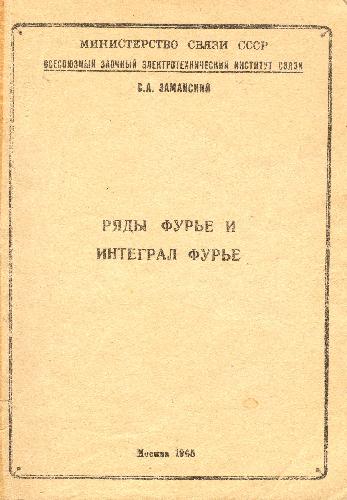 МИНИСТЕРСТВО СВЯЗИ СССР
ВСЕСОЮЗНЫЙ ЗАОЧНЫЙ ЭЛЕКТРОТЕХНИЧЕСКИЙ ИНСТИТУТ СВЯЗИ
С.А. ЗАМАНСКИЙ
РЯДЫ ФУРЬЕ И
ИНТЕГРАЛ ФУРЬЕ
Москва 1965